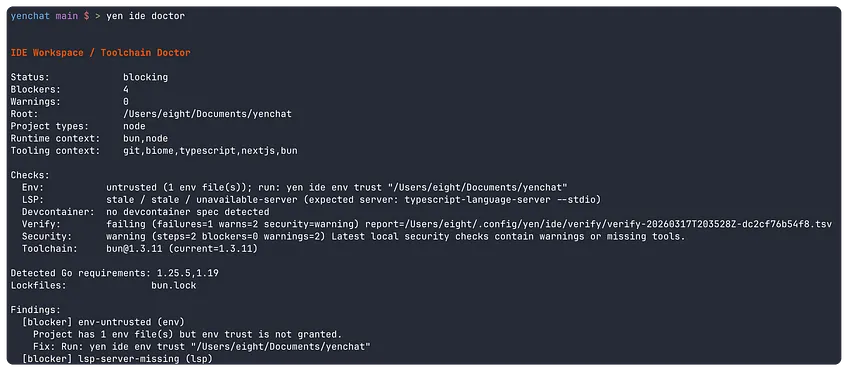 yenchat main $ > yen ide doctor
IDE Workspace / Toolchain Doctor
Status: blocking
Blockers: 4
Warnings: 0
Root: /Users/eight/Documents/yenchat
Project types: node
Runtime context: bun,node
Tooling context: git,biome,typescript,nextjs,bun
Checks:
Env: untrusted (1 env file(s)); run: yen ide env trust "/Users/eight/Documents/yenchat"
LSP: stale / stale / unavailable-server (expected server: typescript-language-server --stdio)
Devcontainer: no devcontainer spec detected
Verify: failing (failures=1 warns=2 security=warning) report=/Users/eight/.config/yen/ide/verify/verify-20260317T203528Z-dc2cf76b54f8.tsv
Security: warning (steps=2 blockers=0 warnings=2) Latest local security checks contain warnings or missing tools.
Toolchain: bun@1.3.11 (current=1.3.11)
Detected Go requirements: 1.25.5,1.19
Lockfiles: bun.lock
Findings:
[blocker] env-untrusted (env)
Project has 1 env file(s) but env trust is not granted.
Fix: Run: yen ide env trust "/Users/eight/Documents/yenchat"
[blocker] lsp-server-missing (lsp)